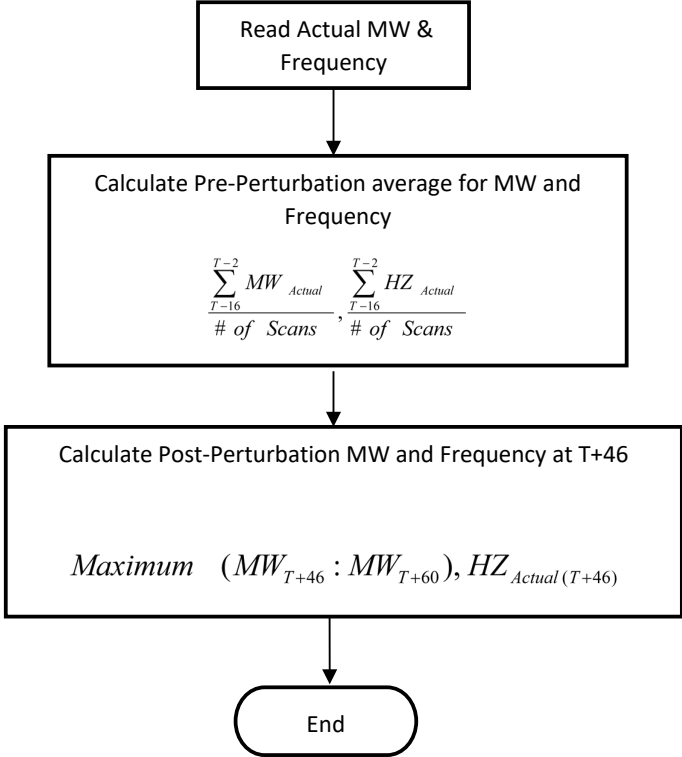 Read Actual MW &
Frequency
Calculate Pre-Perturbation average for MW and
Frequency
T−2 T−2
∑ MW Actual ∑ HZ Actual
T−16 , T−16
# of Scans # of Scans
Calculate Post-Perturbation MW and Frequency at T+46
Maximum (MW T+46 : MW T+60), HZ Actual (T+46)
End